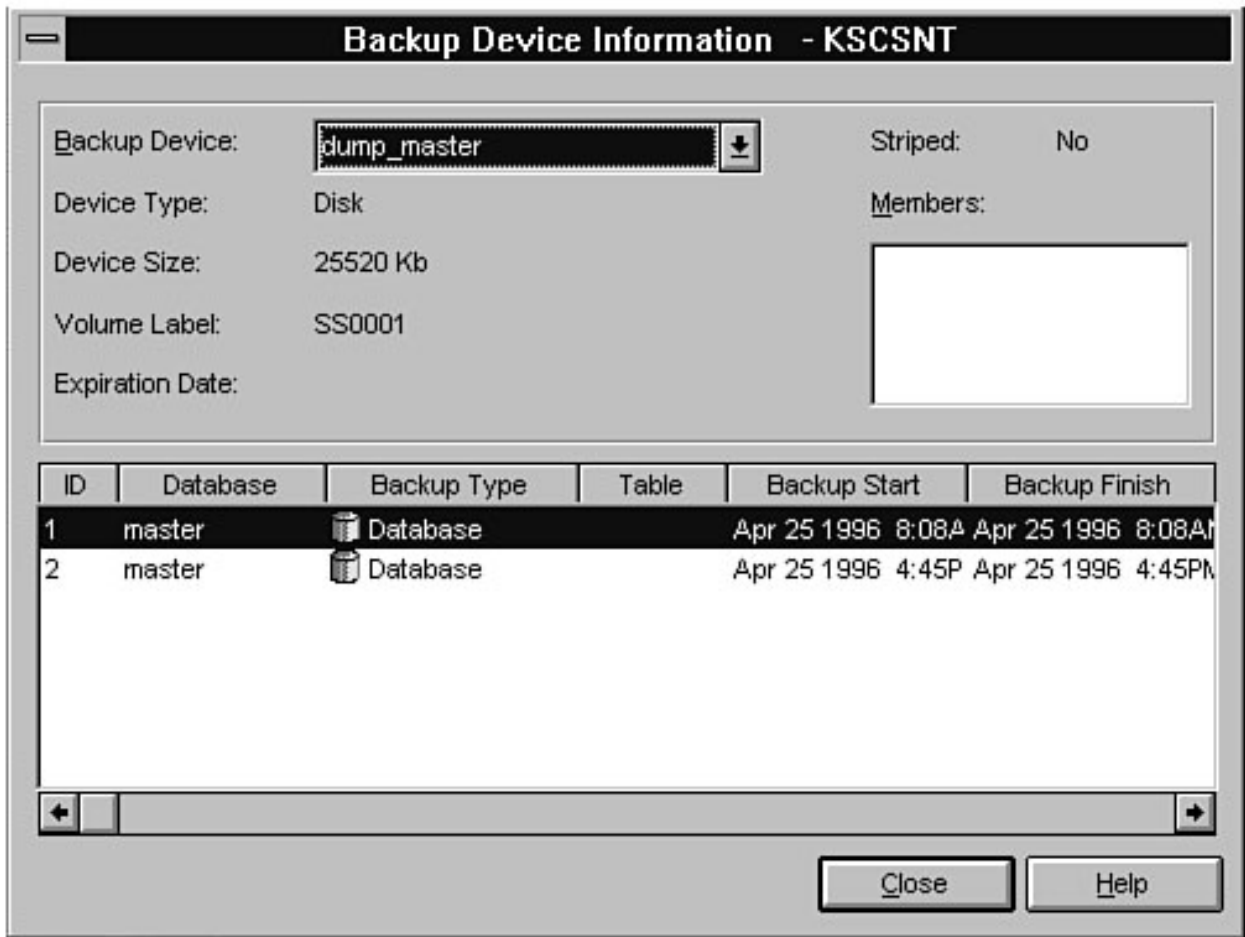 Backup Device Information - KSCSNT
Backup Device: dump_master Striped: No
Device Type: Disk Members:
Device Size: 25520 Kb
Volume Label: SS0001
Expiration Date:
ID Database Backup Type Table Backup Start Backup Finish
1 master Database Apr 25 1996 8:08A Apr 25 1996 8:08AM
2 master Database Apr 25 1996 4:45P Apr 25 1996 4:45PM
Close Help